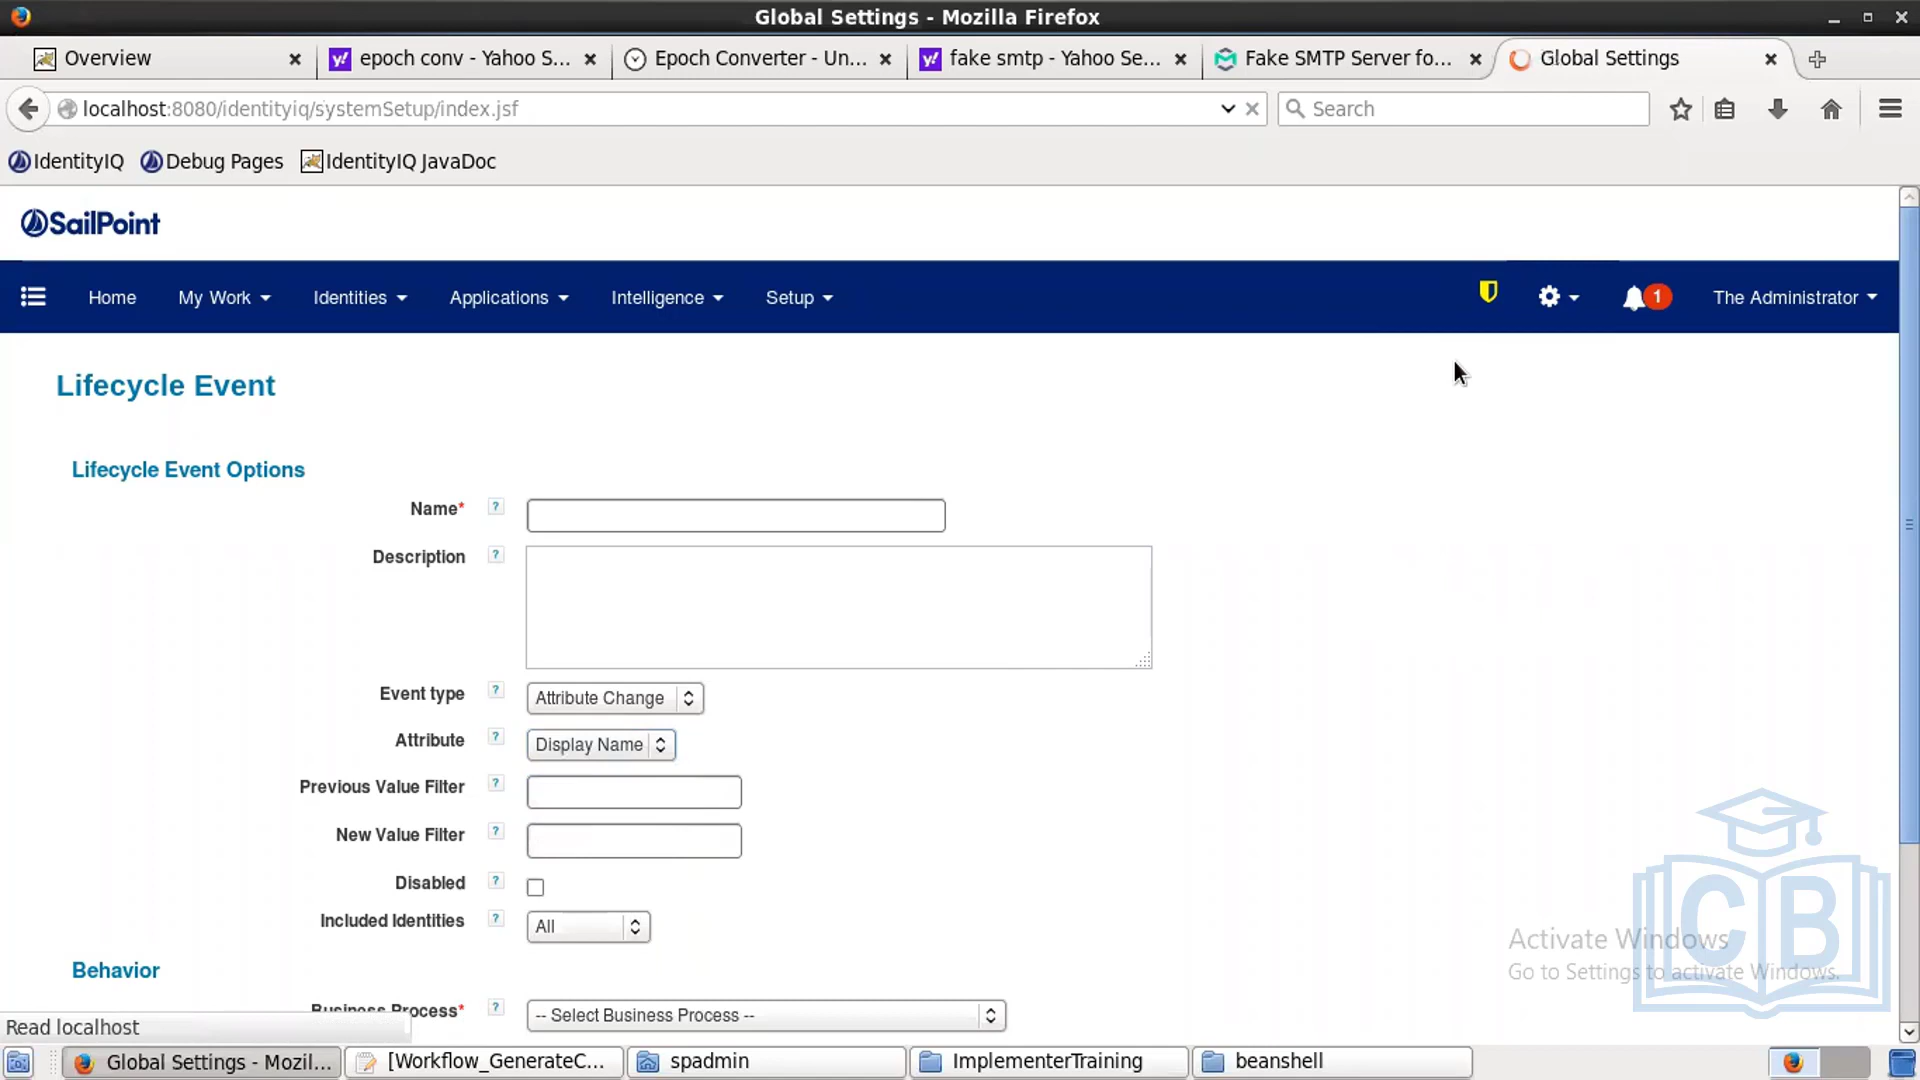 Global Settings - Mozilla Firefox
Overview
epoch conv - Yahoo S...
Epoch Converter - Un...
fake smtp - Yahoo Se...
Fake SMTP Server fo...
Global Settings
localhost:8080/identityiq/systemSetup/index.jsf
Search
IdentityIQ
Debug Pages
IdentityIQ JavaDoc
SailPoint
Home
My Work
Identities
Applications
Intelligence
Setup
1
The Administrator
Lifecycle Event
Lifecycle Event Options
Name*
?
Description
?
Event type
?
Attribute Change
Attribute
?
Display Name
Previous Value Filter
?
New Value Filter
?
Disabled
?
Included Identities
?
All
Behavior
Business Process*
?
-- Select Business Process --
Activate Windows
Go to Settings to activate Windows.
CB
Read localhost
Global Settings - Mozil...
[Workflow_GenerateC...
spadmin
ImplementerTraining
beanshell